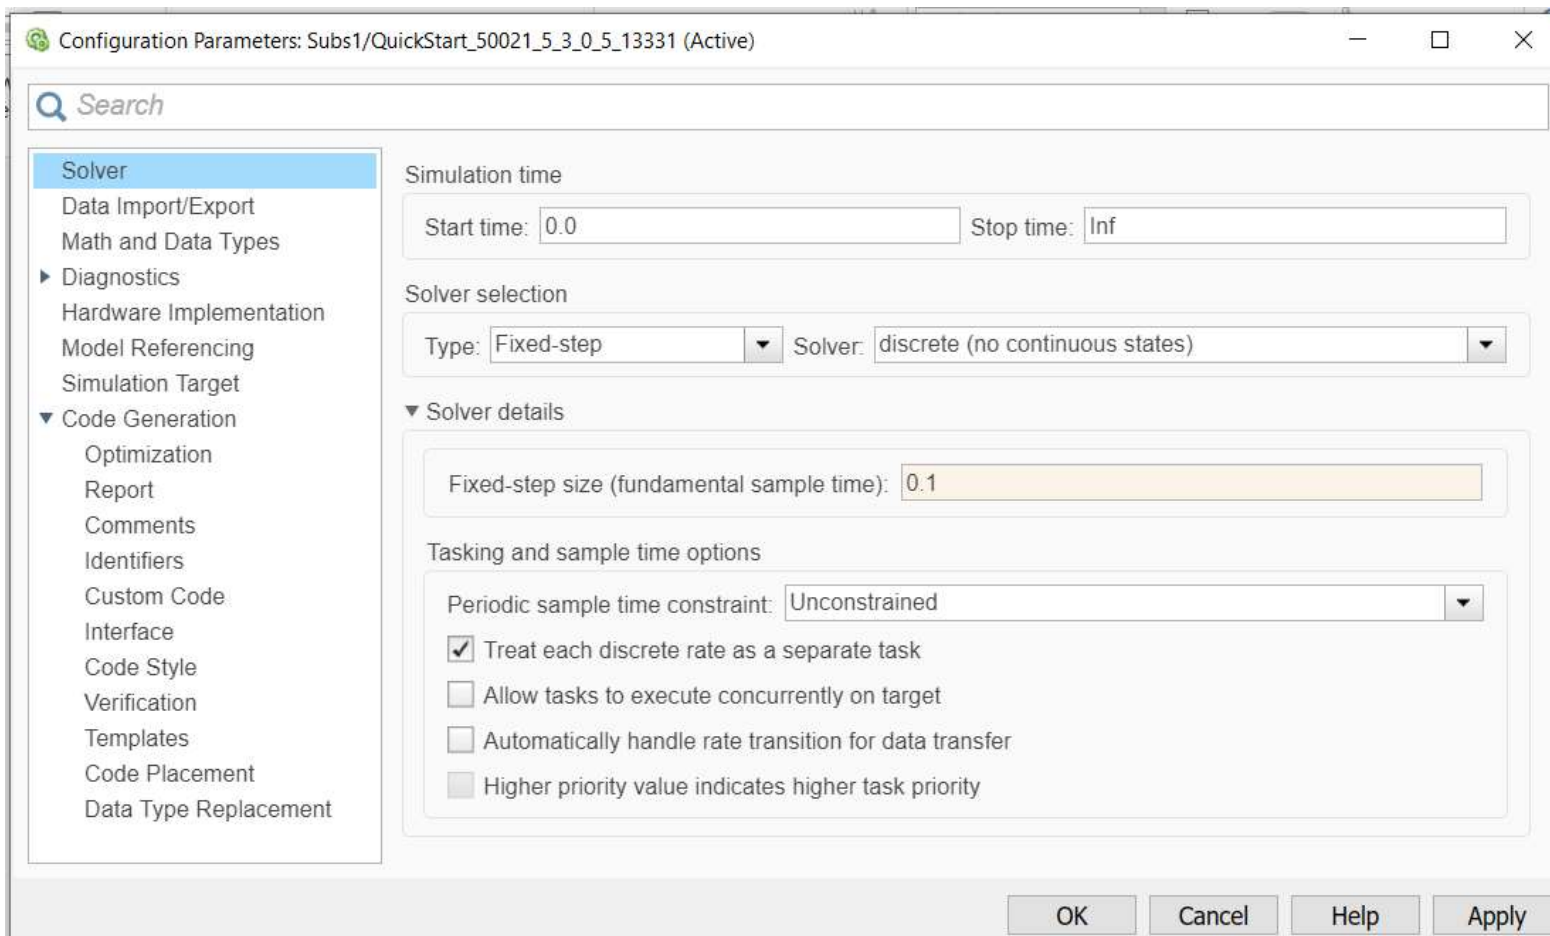 Configuration Parameters: Subs1/QuickStart_50021_5_3_0_5_13331 (Active)
Search
Solver
Data Import/Export
Math and Data Types
Diagnostics
Hardware Implementation
Model Referencing
Simulation Target
Code Generation
Optimization
Report
Comments
Identifiers
Custom Code
Interface
Code Style
Verification
Templates
Code Placement
Data Type Replacement
Simulation time
Start time: 0.0 Stop time: Inf
Solver selection
Type: Fixed-step Solver: discrete (no continuous states)
Solver details
Fixed-step size (fundamental sample time): 0.1
Tasking and sample time options
Periodic sample time constraint: Unconstrained
Treat each discrete rate as a separate task
Allow tasks to execute concurrently on target
Automatically handle rate transition for data transfer
Higher priority value indicates higher task priority
OK Cancel Help Apply